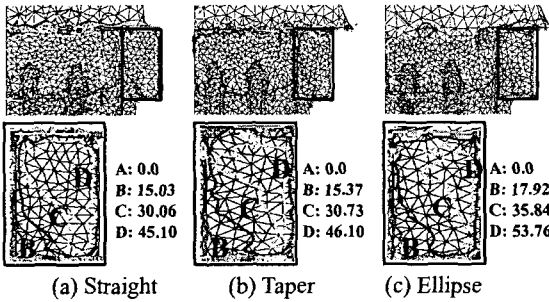 A: 0.0
B: 15.03
C: 30.06
D: 45.10
D
C
B
A: 0.0
B: 15.37
C: 30.73
D: 46.10
D
C
B
A: 0.0
B: 17.92
C: 35.84
D: 53.76
D
C
B
(a) Straight
(b) Taper
(c) Ellipse